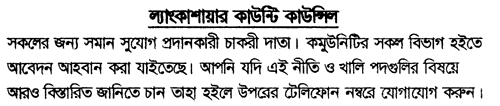 ল্যাংকাশায়ার কাউন্টি কাউন্সিল
সকলের জন্য সমান সুযোগ প্রদানকারী চাকরী দাতা। কমুউনিটির সকল বিভাগ হইতে
আবেদন আহবান করা যাইতেছে। আপনি যদি এই নীতি ও খালি পদগুলির বিষয়ে
আরও বিস্তারিত জানিতে চান তাহা হইলে উপরের টেলিফোন নম্বরে যোগাযোগ করুন।